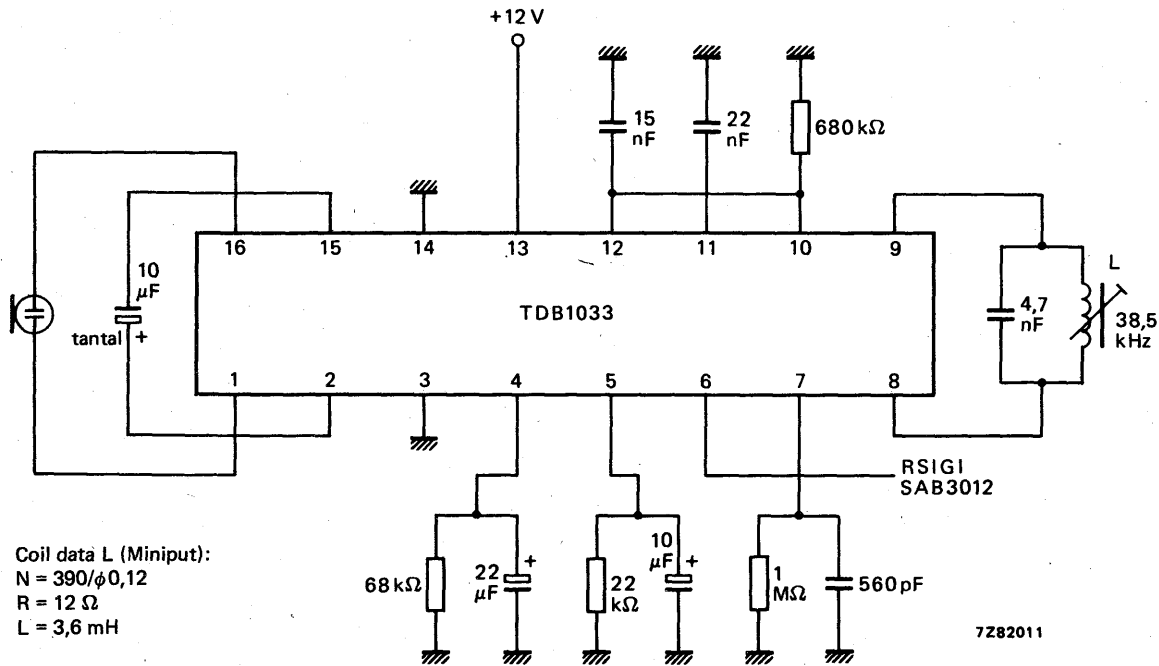 +12 V
15
nF
22
nF
680 kΩ
16
15
14
13
12
11
10
9
10
μF
tantal
+
TDB1033
4,7
nF
L
38,5
kHz
1
2
3
4
5
6
7
8
RSIGI
SAB3012
68 kΩ
22
μF
+
22
kΩ
10
μF
+
1
MΩ
560 pF
Coil data L (Miniput):
N = 390/ϕ0,12
R = 12 Ω
L = 3,6 mH
7Z82011